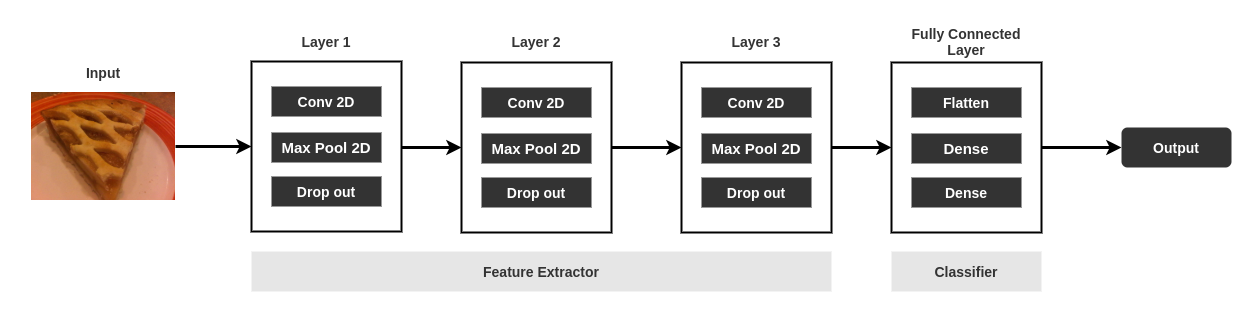 Input
Layer 1
Conv 2D
Max Pool 2D
Drop out
Layer 2
Conv 2D
Max Pool 2D
Drop out
Layer 3
Conv 2D
Max Pool 2D
Drop out
Fully Connected
Layer
Flatten
Dense
Dense
Output
Feature Extractor
Classifier